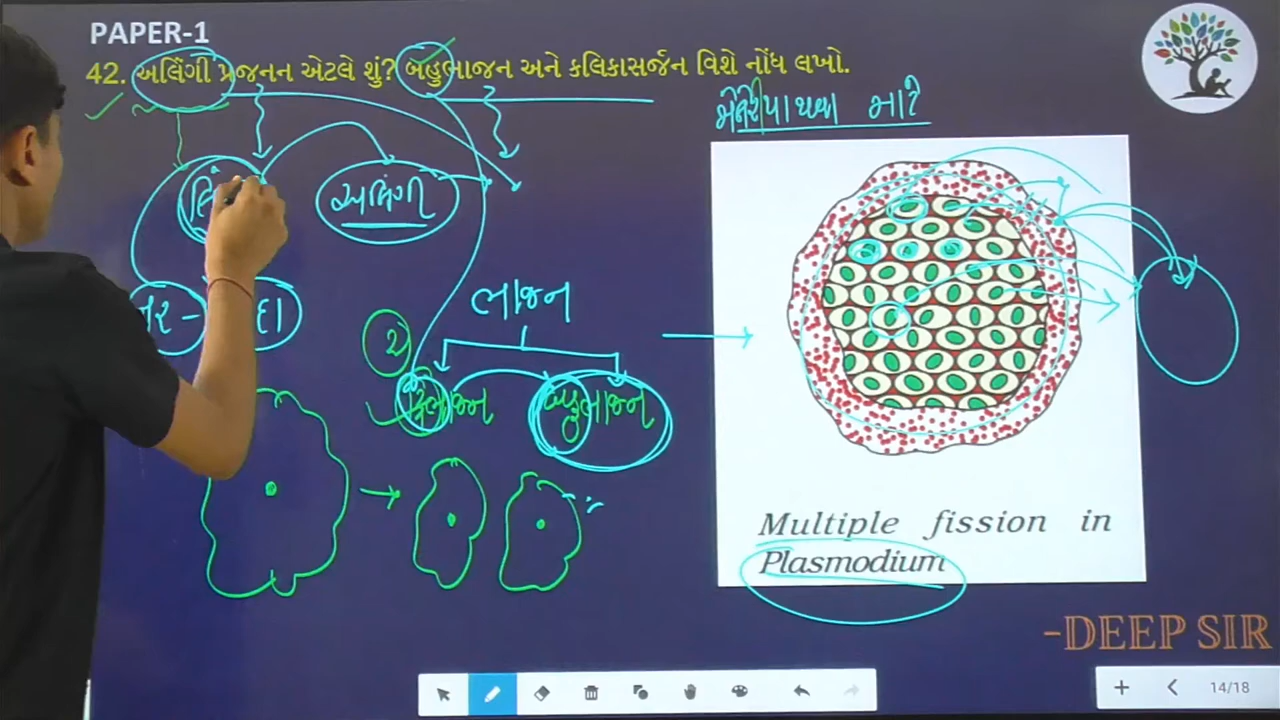 PAPER-1
42. અલિંગી પ્રજનન એટલે શું? બહુભાજન અને કલિકાસર્જન વિશે નોંધ લખો.
માટે
અલિંગી
નર -
ભાજન
બહુભાજન
Multiple fission in
Plasmodium
-DEEP SIR
14/18